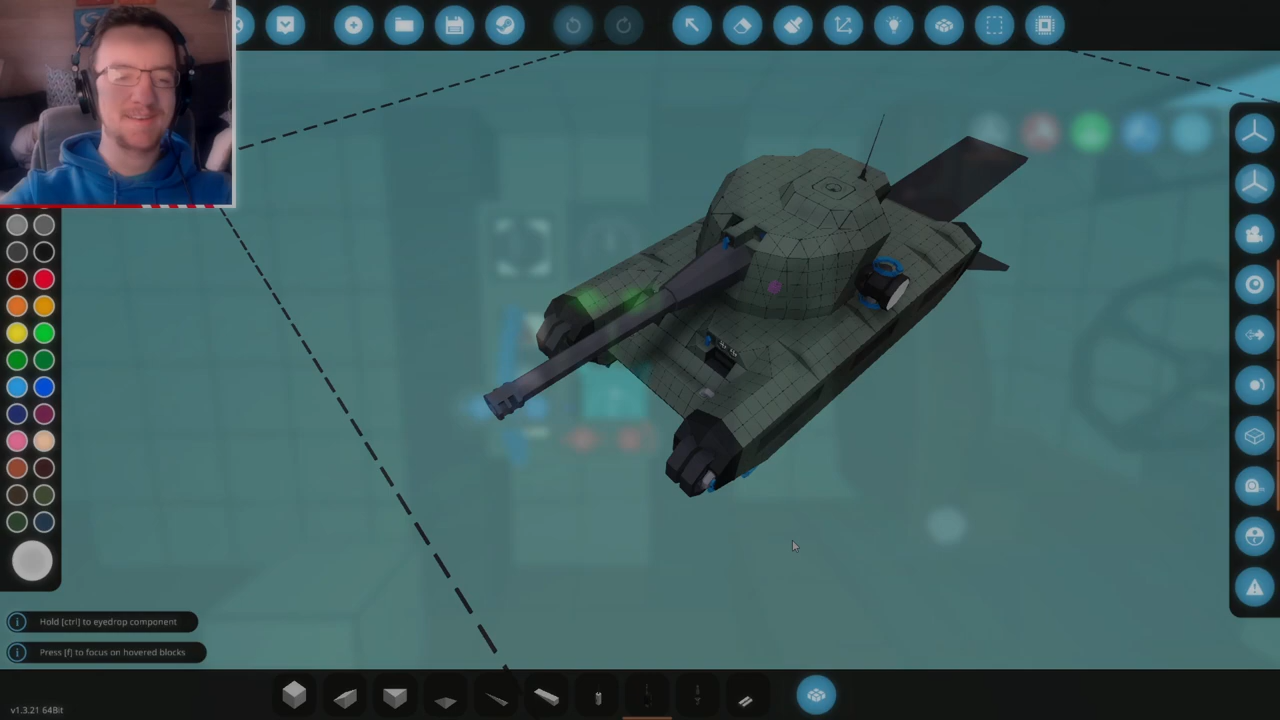 Hold [ctrl] to eyedrop component
Press [f] to focus on hovered blocks
v1.3.21 64Bit